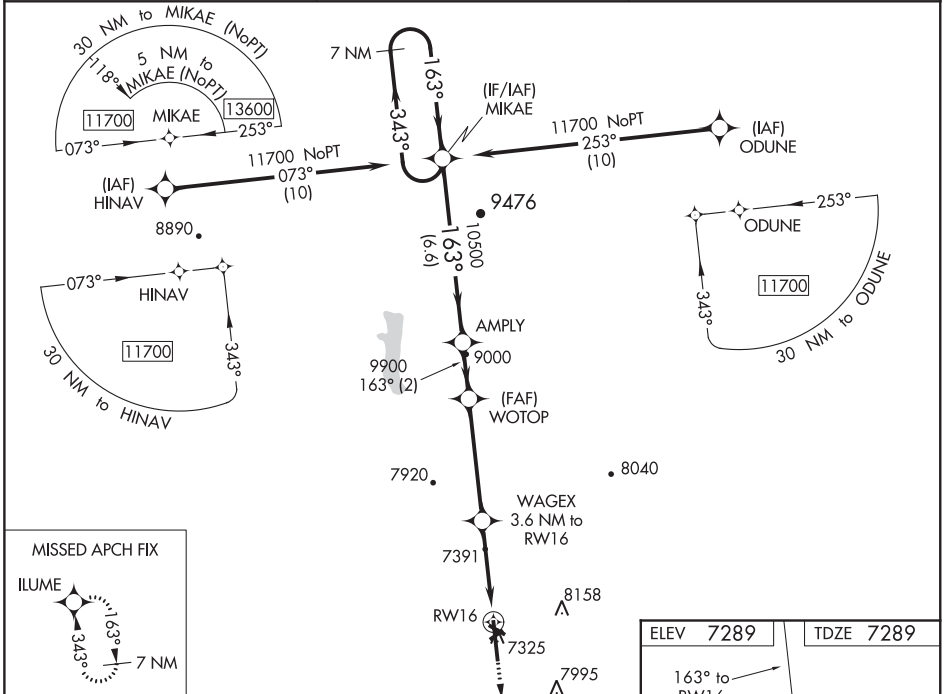 30 NM to MIKAE (NoPT)
5 NM to
MIKAE (NoPT)
118°
11700
MIKAE
13600
073°
253°
7 NM
163°
343°
(IF/IAF)
MIKAE
11700 NoPT
253°
(10)
(IAF)
ODUNE
(IAF)
HINAV
11700 NoPT
073°
(10)
8890
9476
163°
(6.6)
10500
073°
HINAV
11700
343°
30 NM to HINAV
253°
ODUNE
11700
343°
30 NM to ODUNE
AMPLY
9000
9900
163° (2)
(FAF)
WOTOP
7920
8040
WAGEX
3.6 NM to
RW16
7391
MISSED APCH FIX
ILUME
163°
343°
7 NM
RW16
8158
7325
7995
ELEV 7289
TDZE 7289
163° to
RW16